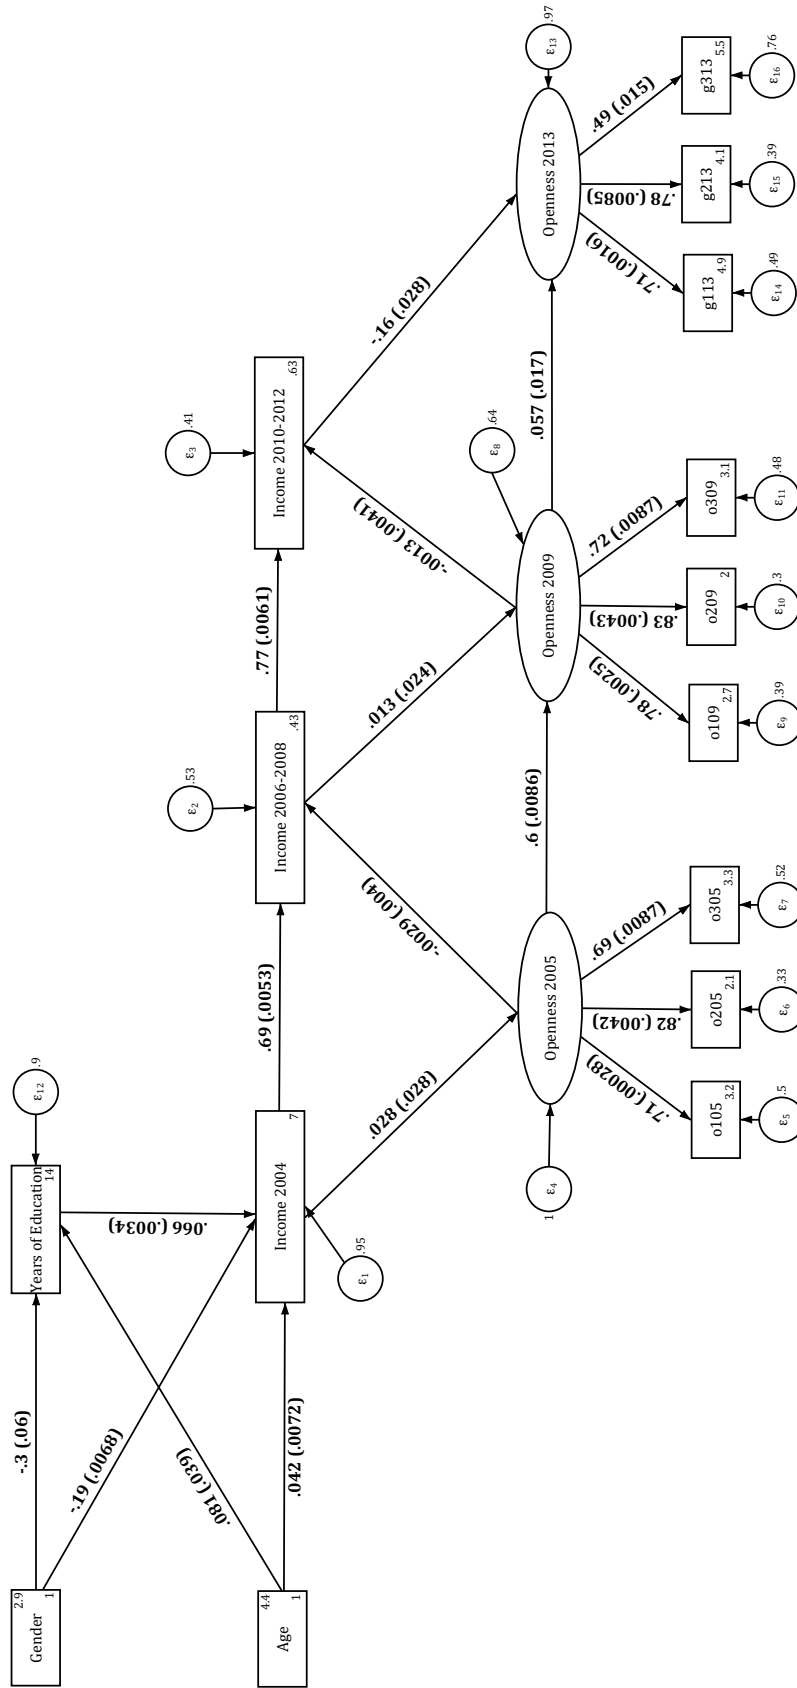 Gender
2.9
1
Age
4.4
1
-.3 (.06)
-.19 (.0068)
.081 (.039)
.042 (.0072)
Years of Education
14
ε12
.9
.066 (.0034)
Income 2004
7
ε1
.95
.69 (.0053)
Income 2006-2008
.43
ε2
.53
.77 (.0061)
Income 2010-2012
.63
ε3
.41
.028 (.028)
-.0029 (.004)
.013 (.024)
-.0013 (.0041)
-.16 (.028)
1
ε4
Openness 2005
.6 (.0086)
Openness 2009
ε8
.64
.057 (.017)
Openness 2013
ε13
.97
.71 (.00028)
.82 (.0042)
.69 (.0087)
.78 (.0025)
.83 (.0043)
.72 (.0087)
.71 (.0016)
.78 (.0085)
.49 (.015)
o105
3.2
o205
2.1
o305
3.3
o109
2.7
o209
2
o309
3.1
g113
4.9
g213
4.1
g313
5.5
ε5
.5
ε6
.33
ε7
.52
ε9
.39
ε10
.3
ε11
.48
ε14
.49
ε15
.39
ε16
.76